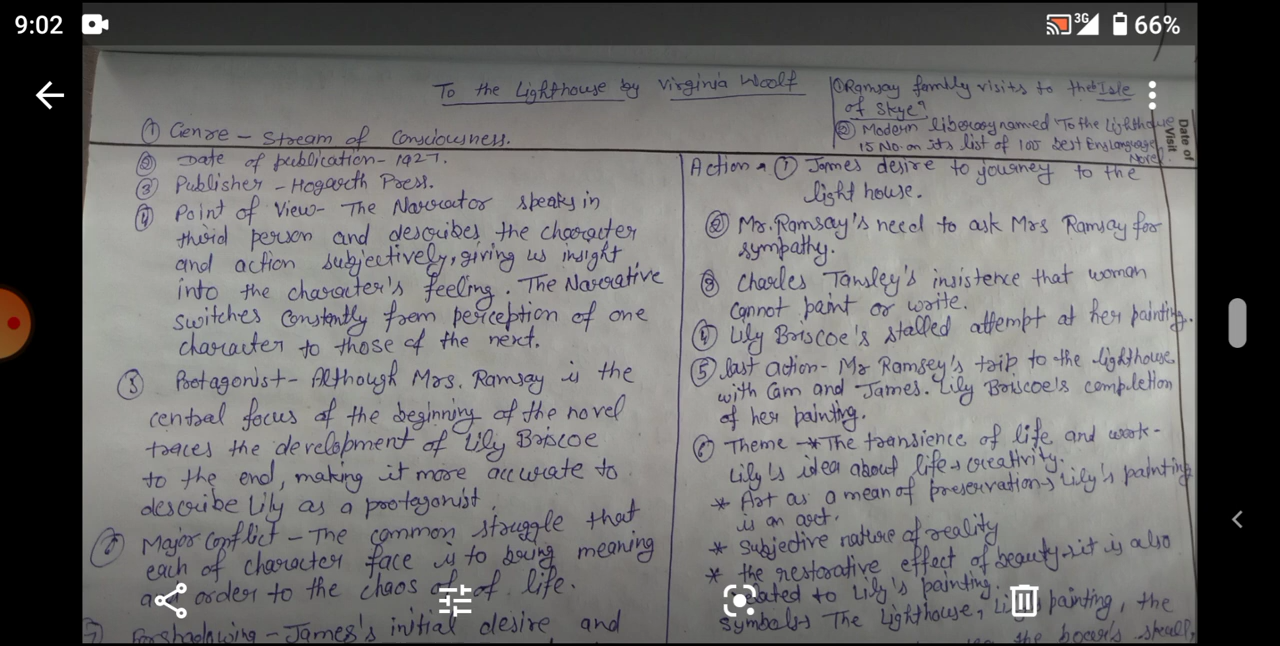 9:02
3G
66%
To the Lighthouse by Virginia Woolf
① Ramsay fambly visits to the Isle
of Skye"
② Modern liberary named To the Lighthouse
15 No. on its list of 100 best Englanguage
Novel
Date of
Visit
① Genre - Stream of Consciousness.
② Date of publication - 1927.
③ Publisher - Hogarth Press.
④ Point of View - The Narrator speaks in
third person and describes the character
and action subjectively, giving us insight
into the character's feeling. The Narrative
switches constantly from perception of one
character to those of the next.
⑤ Protagonist - Although Mrs. Ramsay is the
central focus of the beginning of the novel
traces the development of Lily Briscoe
to the end, making it more accurate to
describe Lily as a protagonist.
Major conflict - The common struggle that
each of character face is to bring meaning
and order to the chaos of of life.
Forshadowing - James's initial desire and
Action - ① James desire to journey to the
light house.
② Mr. Ramsay's need to ask Mrs Ramsay for
sympathy.
③ Charles Tansley's insistence that woman
cannot paint or write.
④ Lily Briscoe's stalled attempt at her painting.
⑤ last action - Mr Ramsey's trip to the lighthouse
with Cam and James. Lily Briscoe's completion
of her painting.
⑥ Theme → * The transience of life and work -
Lily's idea about life → creativity.
* Art as a mean of preservation → Lily's painting
is an art.
* Subjective nature of reality
* the restorative effect of beauty → it is also
related to Lily's painting.
symbols → The Lighthouse, Lily's painting, the
the boar's skull,